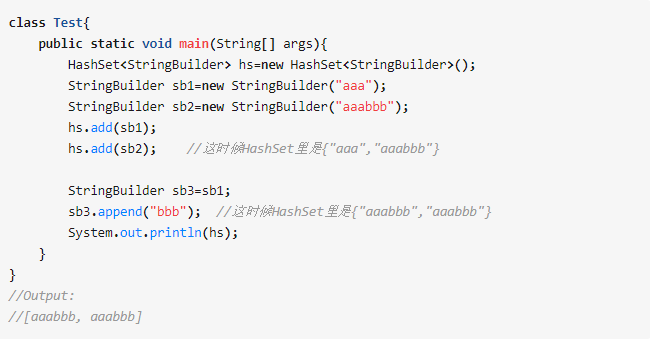 class Test{
    public static void main(String[] args){
        HashSet<StringBuilder> hs=new HashSet<StringBuilder>();
        StringBuilder sb1=new StringBuilder("aaa");
        StringBuilder sb2=new StringBuilder("aaabbb");
        hs.add(sb1);
        hs.add(sb2);    //这时候HashSet里是{"aaa","aaabbb"}

        StringBuilder sb3=sb1;
        sb3.append("bbb");  //这时候HashSet里是{"aaabbb","aaabbb"}
        System.out.println(hs);
    }
}
//Output:
//[aaabbb, aaabbb]